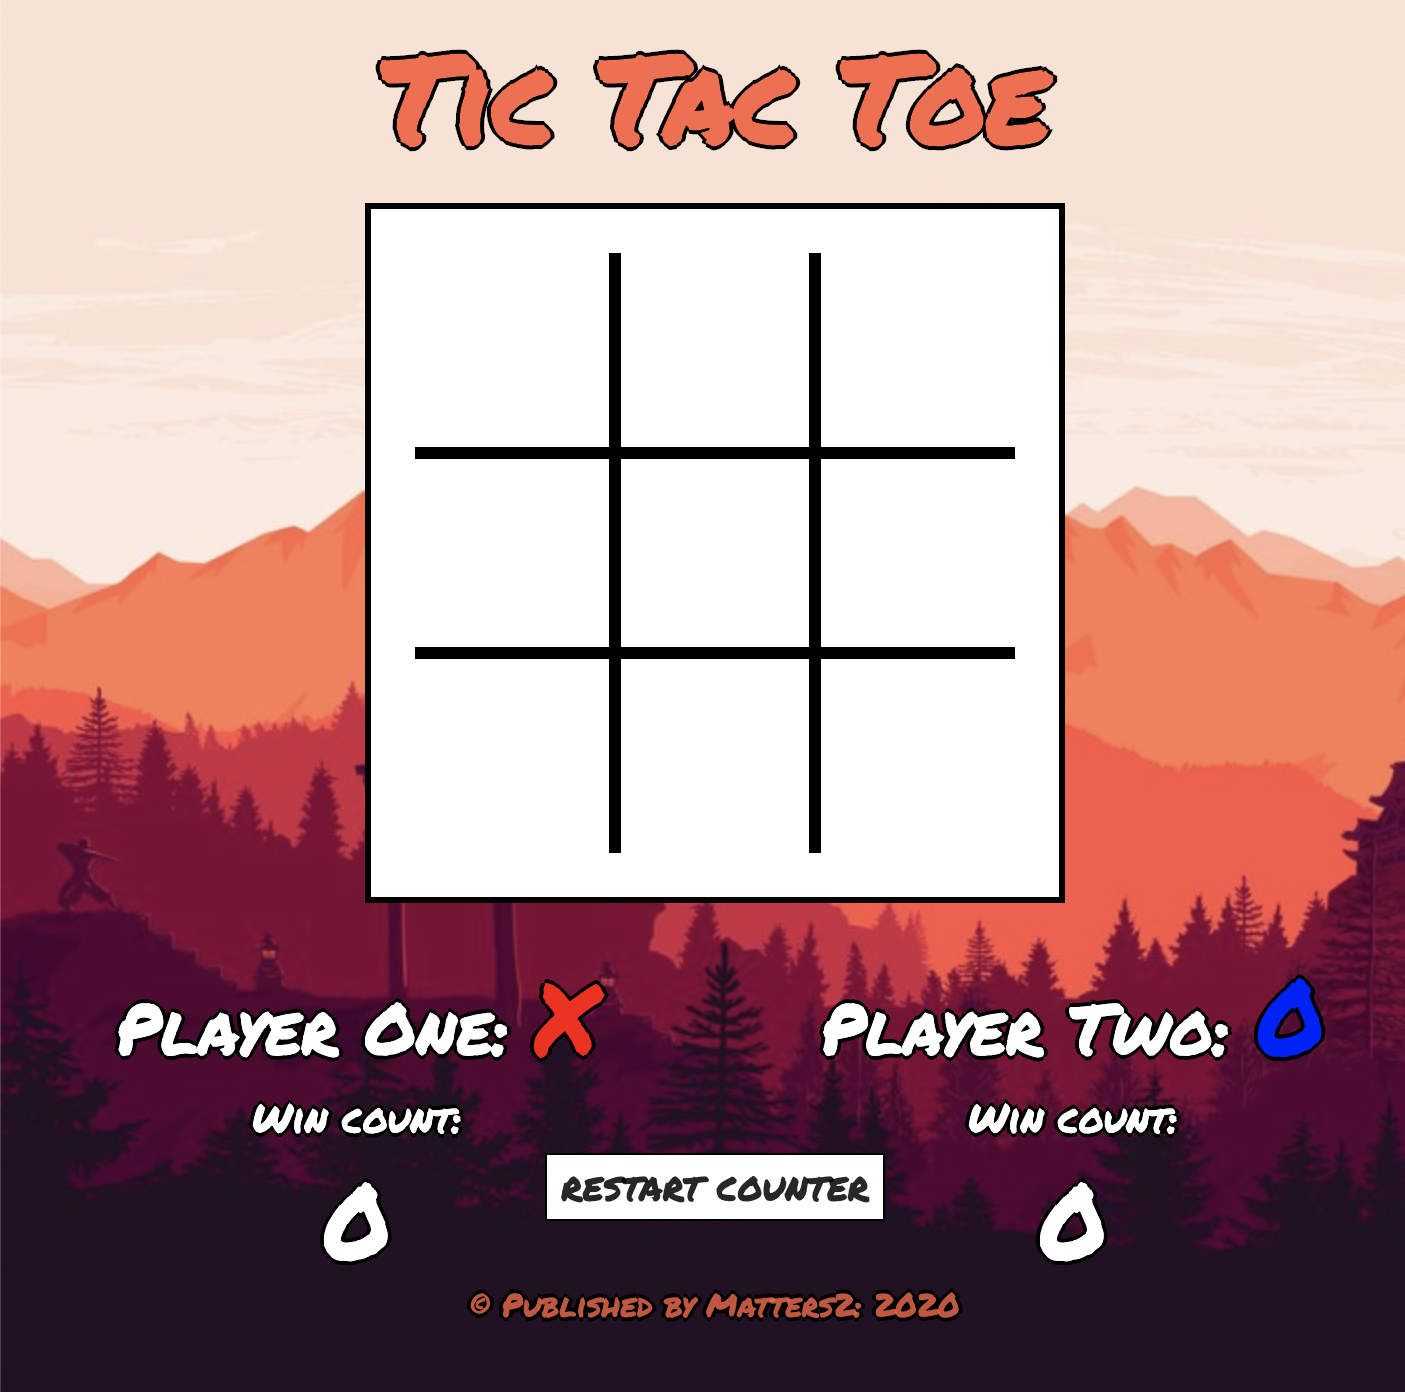 Tic Tac Toe
Player One: X
Player Two: O
Win count:
Win count:
0
RESTART COUNTER
0
© Published by Matters2: 2020